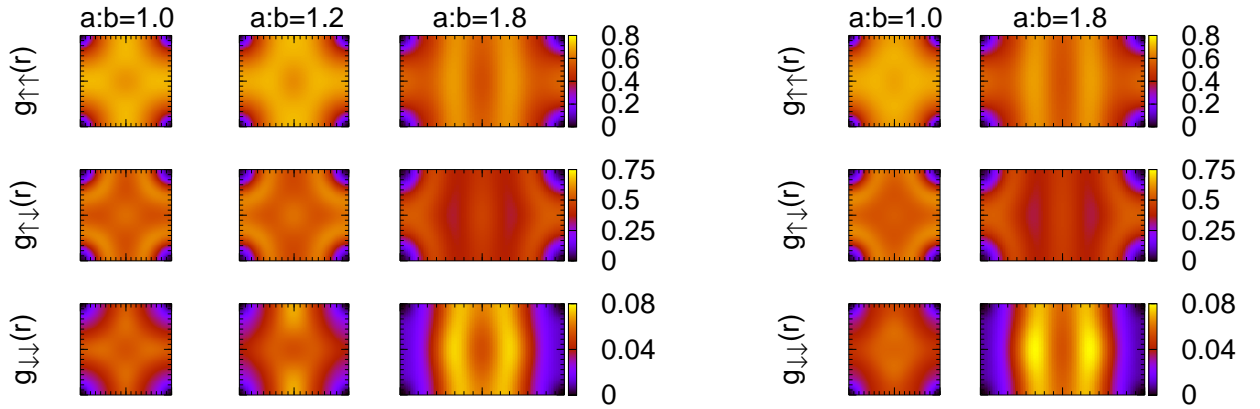 a:b=1.0 a:b=1.2 a:b=1.8 a:b=1.0 a:b=1.8
g↑↑(r) 0.8 0.6 0.4 0.2 0 g↑↑(r) 0.8 0.6 0.4 0.2 0
g↑↓(r) 0.75 0.5 0.25 0 g↑↓(r) 0.75 0.5 0.25 0
g↓↓(r) 0.08 0.04 0 g↓↓(r) 0.08 0.04 0